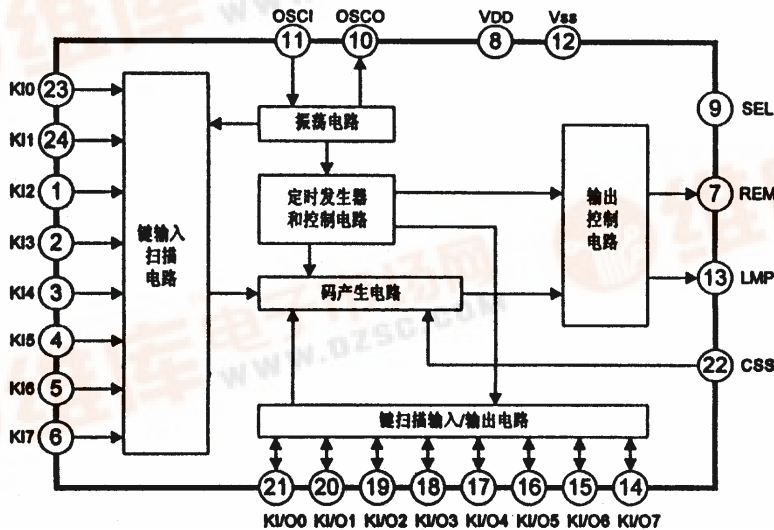 OSCI OSCO VDD Vss
11 10 8 12
KI0 23
KI1 24
KI2 1
KI3 2
KI4 3
KI5 4
KI6 5
KI7 6
键输入
扫描
电路
振荡电路
定时发生器
和控制电路
码产生电路
输出
控制
电路
9 SEL
7 REM
13 LMP
22 CSS
键扫描输入/输出电路
21 20 19 18 17 16 15 14
KI/O0 KI/O1 KI/O2 KI/O3 KI/O4 KI/O5 KI/O6 KI/O7
WWW.DZSC.COM